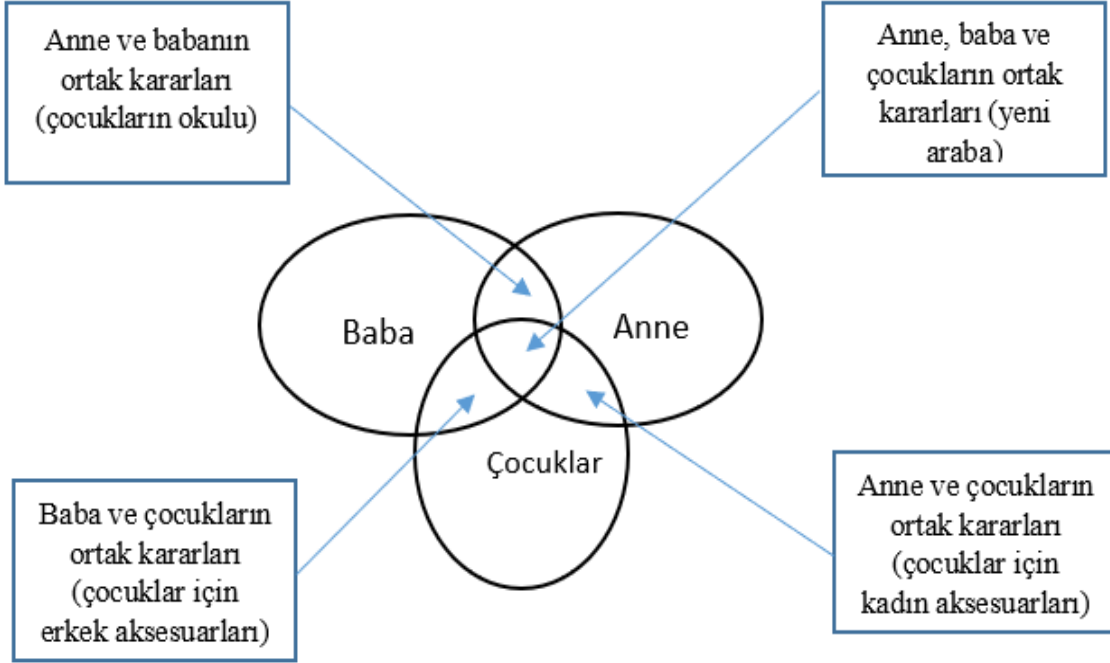 Anne ve babanın
ortak kararları
(çocukların okulu)
Anne, baba ve
çocukların ortak
kararları (yeni
araba)
Baba
Anne
Çocuklar
Baba ve çocukların
ortak kararları
(çocuklar için
erkek aksesuarları)
Anne ve çocukların
ortak kararları
(çocuklar için
kadın aksesuarları)